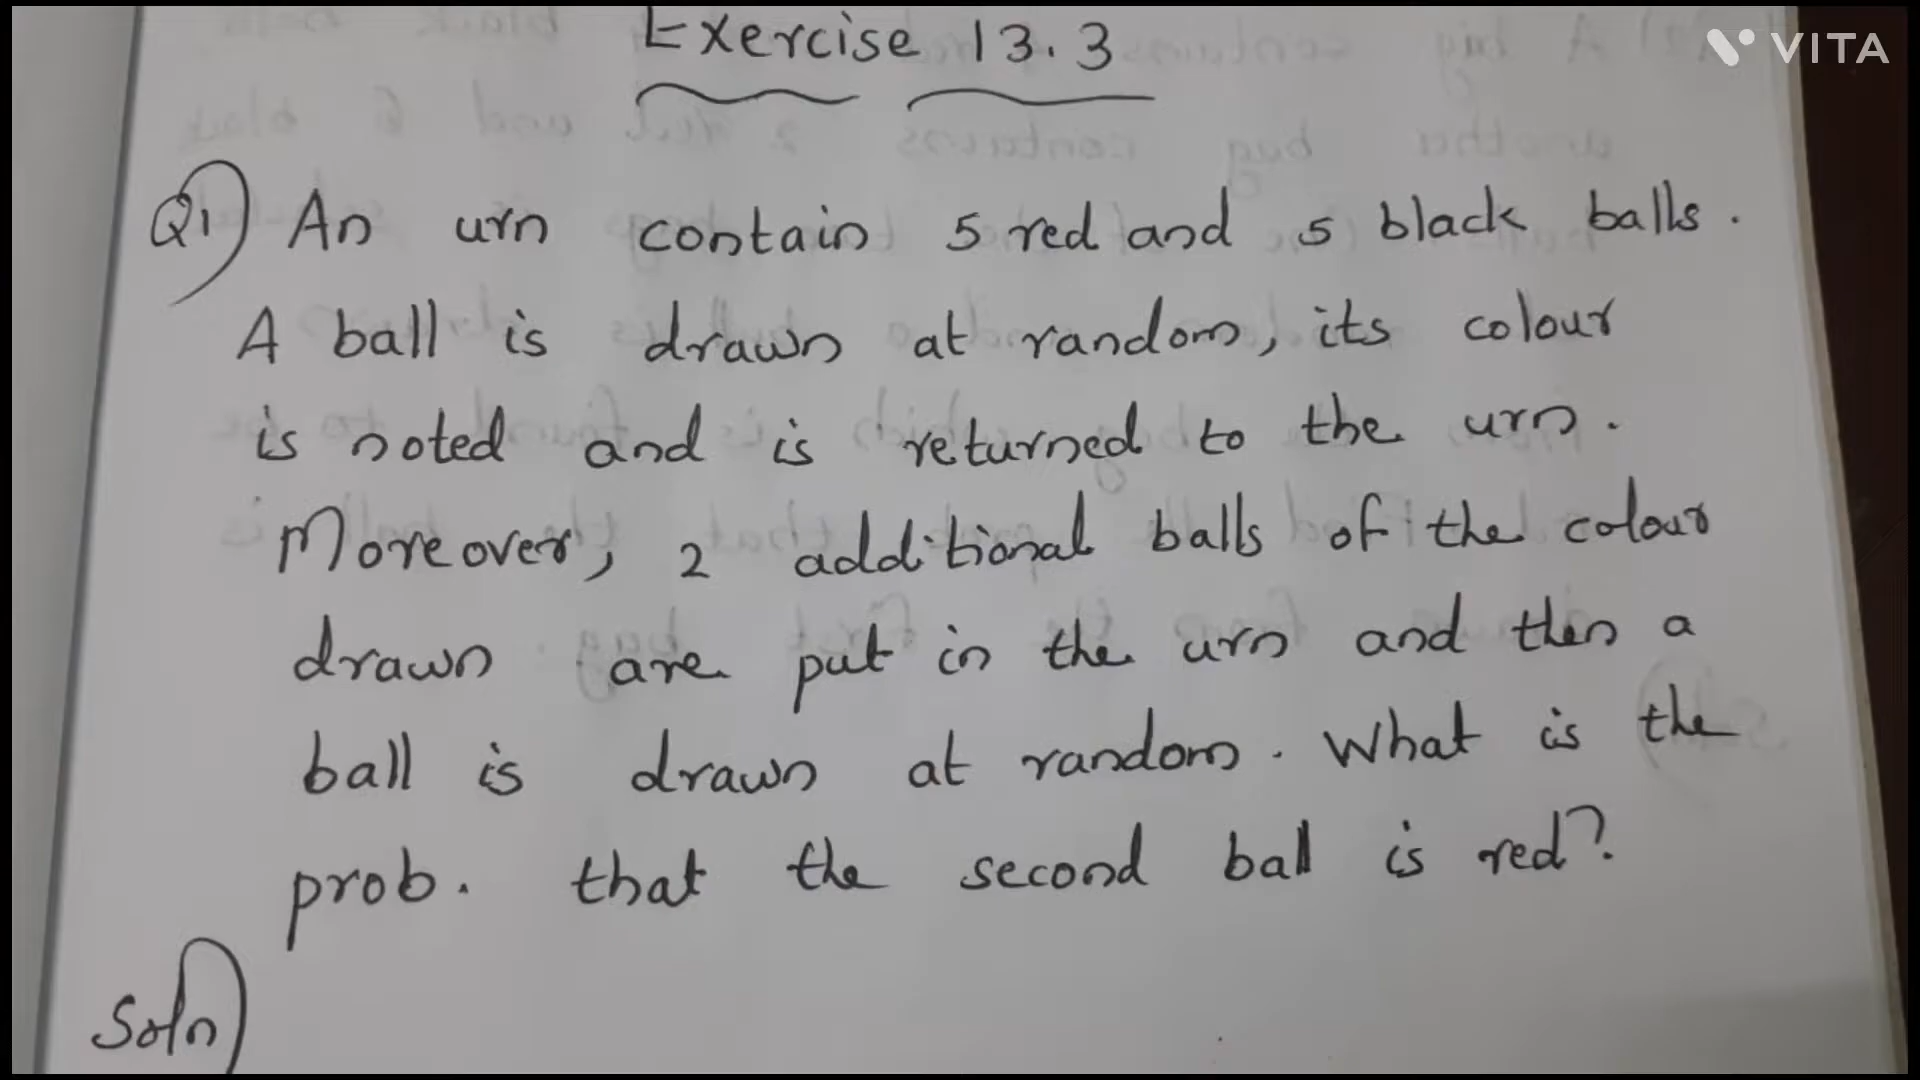 Exercise 13.3
VITA
Q1) An urn contain 5 red and 5 black balls.
A ball is drawn at random, its colour
is noted and is returned to the urn.
Moreover, 2 additional balls of the colour
drawn are put in the urn and then a
ball is drawn at random. What is the
prob. that the second ball is red?
Soln)